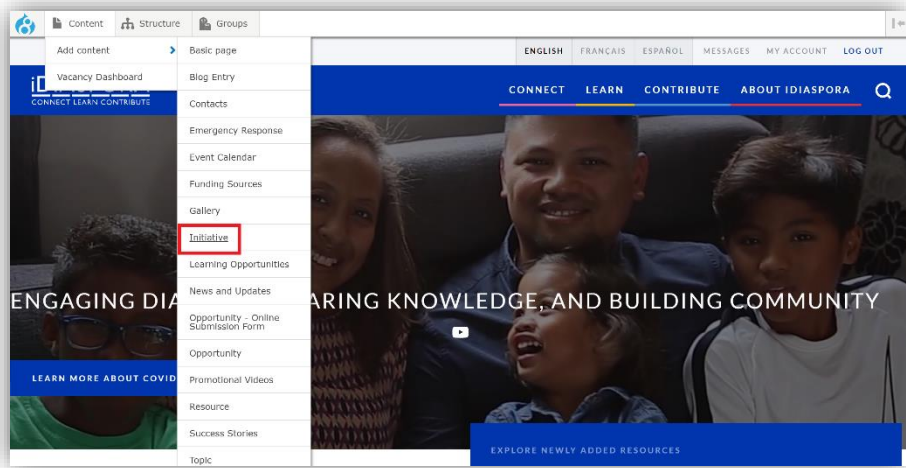 Content Structure Groups
Add content
Vacancy Dashboard
Basic page
Blog Entry
Contacts
Emergency Response
Event Calendar
Funding Sources
Gallery
Initiative
Learning Opportunities
News and Updates
Opportunity - Online
Submission Form
Opportunity
Promotional Videos
Resource
Success Stories
Topic
ENGLISH FRANÇAIS ESPAÑOL MESSAGES MY ACCOUNT LOG OUT
CONNECT LEARN CONTRIBUTE
CONNECT LEARN CONTRIBUTE ABOUT IDIASPORA
ENGAGING DIA ARING KNOWLEDGE, AND BUILDING COMMUNITY
LEARN MORE ABOUT COVID
EXPLORE NEWLY ADDED RESOURCES